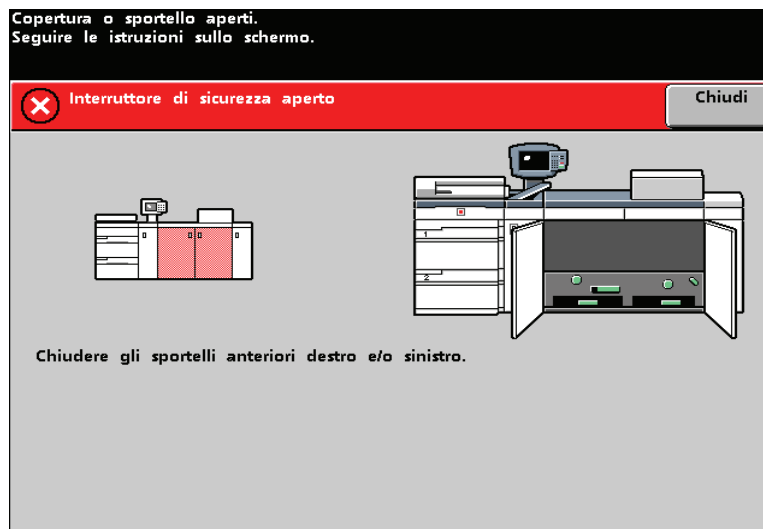 Copertura o sportello aperti.
Seguire le istruzioni sullo schermo.
Interruttore di sicurezza aperto
Chiudi
1
2
Chiudere gli sportelli anteriori destro e/o sinistro.